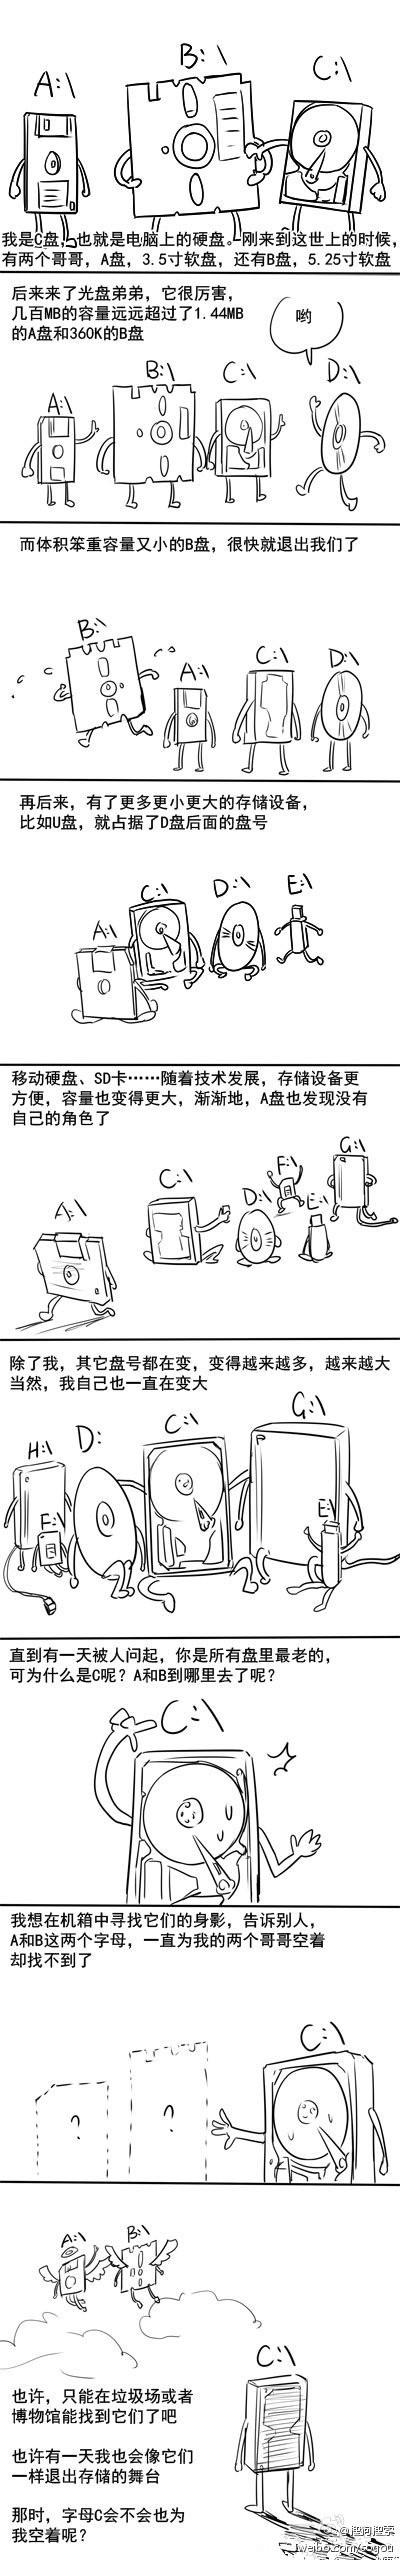 A:\
B:\
C:\
我是C盘，也就是电脑上的硬盘。刚来到这世上的时候，
有两个哥哥，A盘，3.5寸软盘，还有B盘，5.25寸软盘
后来来了光盘弟弟，它很厉害，
几百MB的容量远远超过了1.44MB
的A盘和360K的B盘
哟
A:\
B:\
C:\
D:\
而体积笨重容量又小的B盘，很快就退出我们了
B:\
A:\
C:\
D:\
再后来，有了更多更小更大的存储设备，
比如U盘，就占据了D盘后面的盘号
A:\
C:\
D:\
E:\
移动硬盘、SD卡……随着技术发展，存储设备更
方便，容量也变得更大，渐渐地，A盘也发现没有
自己的角色了
A:\
C:\
D:\
F:\
E:\
G:\
除了我，其它盘号都在变，变得越来越多，越来越大
当然，我自己也一直在变大
H:\
F:\
D:
C:\
G:\
E:\
直到有一天被人问起，你是所有盘里最老的，
可为什么是C呢？A和B到哪里去了呢？
C:\
我想在机箱中寻找它们的身影，告诉别人，
A和B这两个字母，一直为我的两个哥哥空着
却找不到了
?
?
C:\
A:\
B:\
C:\
也许，只能在垃圾场或者
博物馆能找到它们了吧
也许有一天我也会像它们
一样退出存储的舞台
那时，字母C会不会也为
我空着呢？
@搜狗搜索
weibo.com/sogou